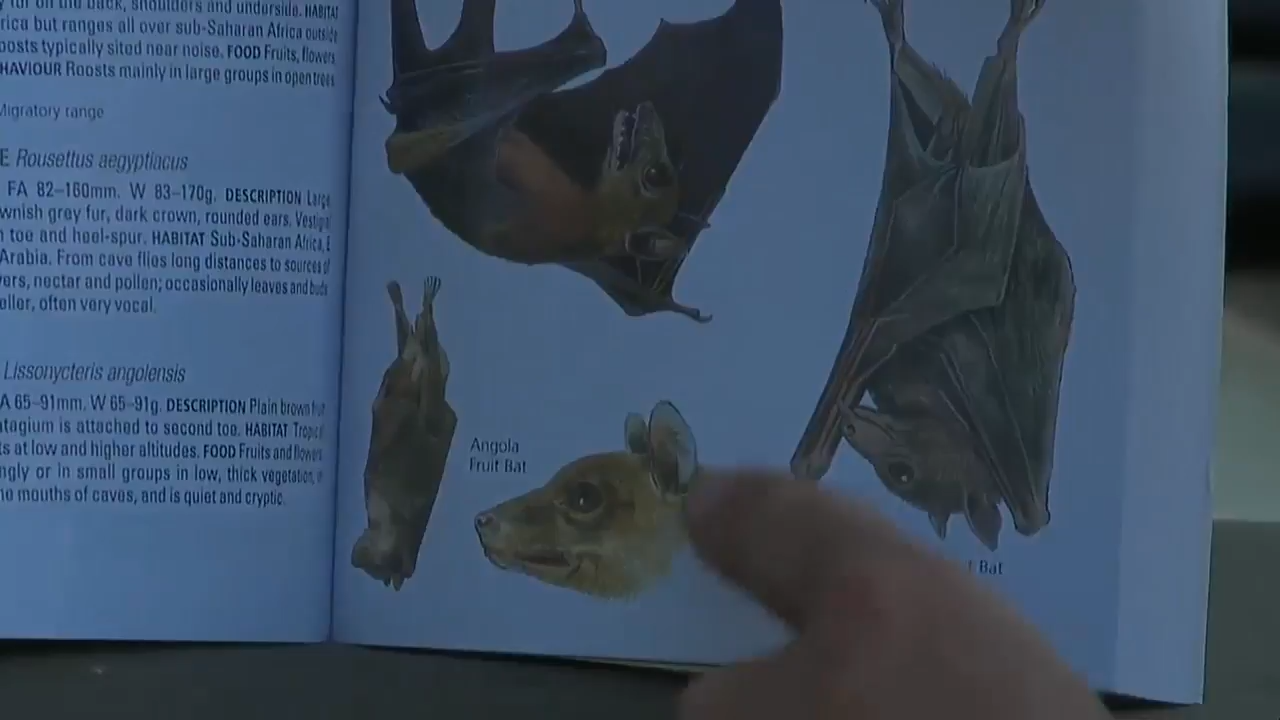 y fur on the back, shoulders and underside. HABITAT
rica but ranges all over sub-Saharan Africa outside
oosts typically sited near noise. FOOD Fruits, flowers
HAVIOUR Roosts mainly in large groups in open trees
Migratory range
E Rousettus aegyptiacus
FA 82–160mm. W 83–170g. DESCRIPTION Large
wnish grey fur, dark crown, rounded ears. Vestigial
n toe and heel-spur. HABITAT Sub-Saharan Africa, E
Arabia. From cave flies long distances to sources of
ers, nectar and pollen; occasionally leaves and buds
eller, often very vocal.
Lissonycteris angolensis
A 65–91mm. W 65–91g. DESCRIPTION Plain brown fruit
atagium is attached to second toe. HABITAT Tropical
ts at low and higher altitudes. FOOD Fruits and flowers
ngly or in small groups in low, thick vegetation,
he mouths of caves, and is quiet and cryptic.
Angola
Fruit Bat
t Bat